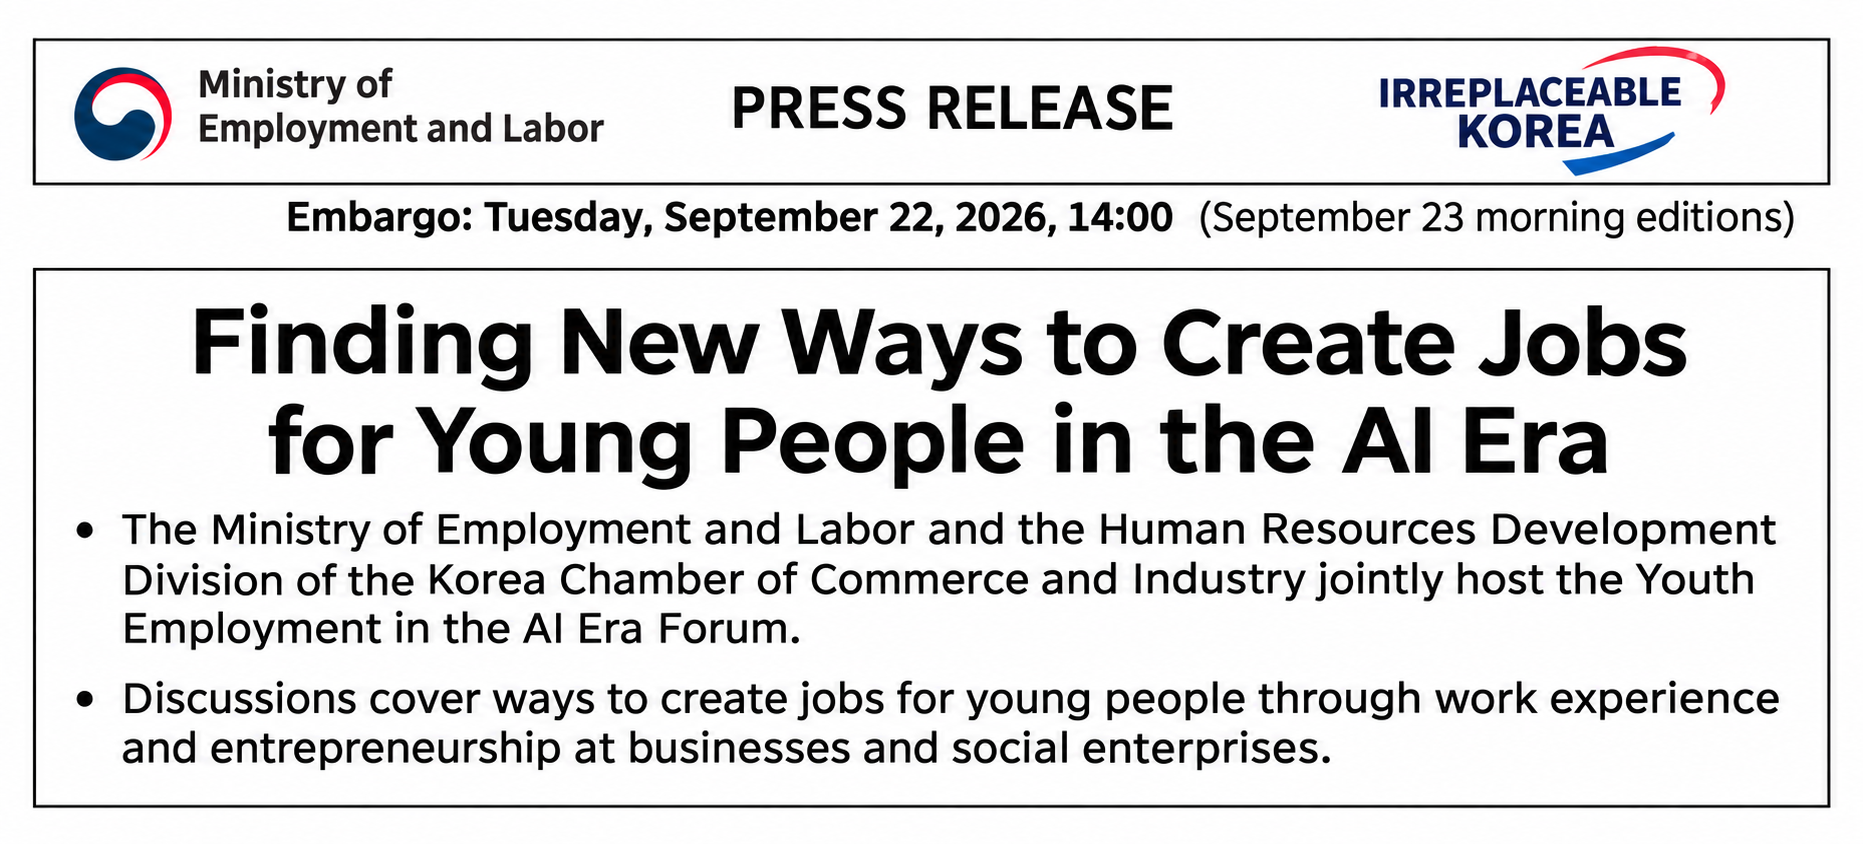 Ministry of
Employment and Labor
PRESS RELEASE
IRREPLACEABLE
KOREA
Embargo: Tuesday, September 22, 2026, 14:00 (September 23 morning editions)
Finding New Ways to Create Jobs
for Young People in the AI Era
• The Ministry of Employment and Labor and the Human Resources Development
Division of the Korea Chamber of Commerce and Industry jointly host the Youth
Employment in the AI Era Forum.
• Discussions cover ways to create jobs for young people through work experience
and entrepreneurship at businesses and social enterprises.